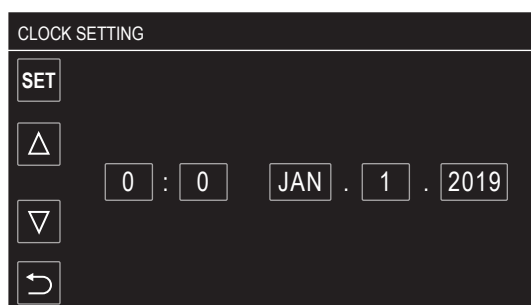 CLOCK SETTING
SET
0 : 0 JAN . 1 . 2019